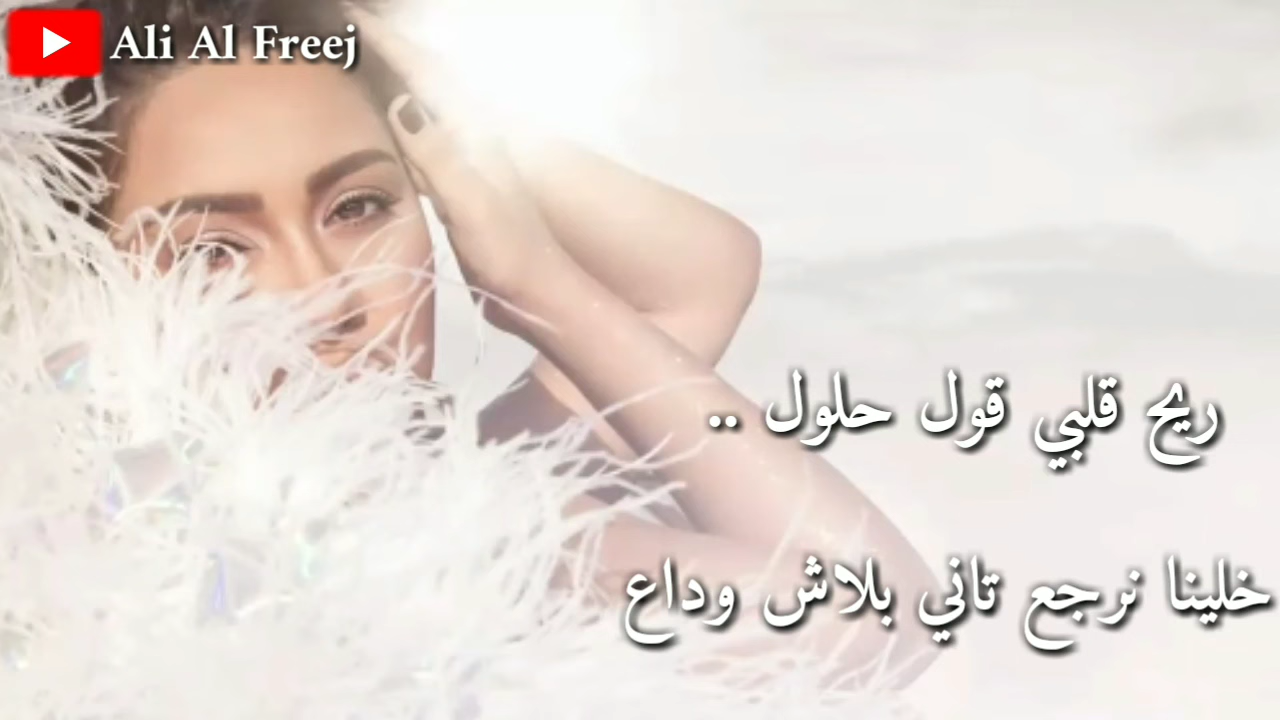 Ali Al Freej
ريح قلبي قول حلول ..
خلينا نرجع تاني بلاش وداع